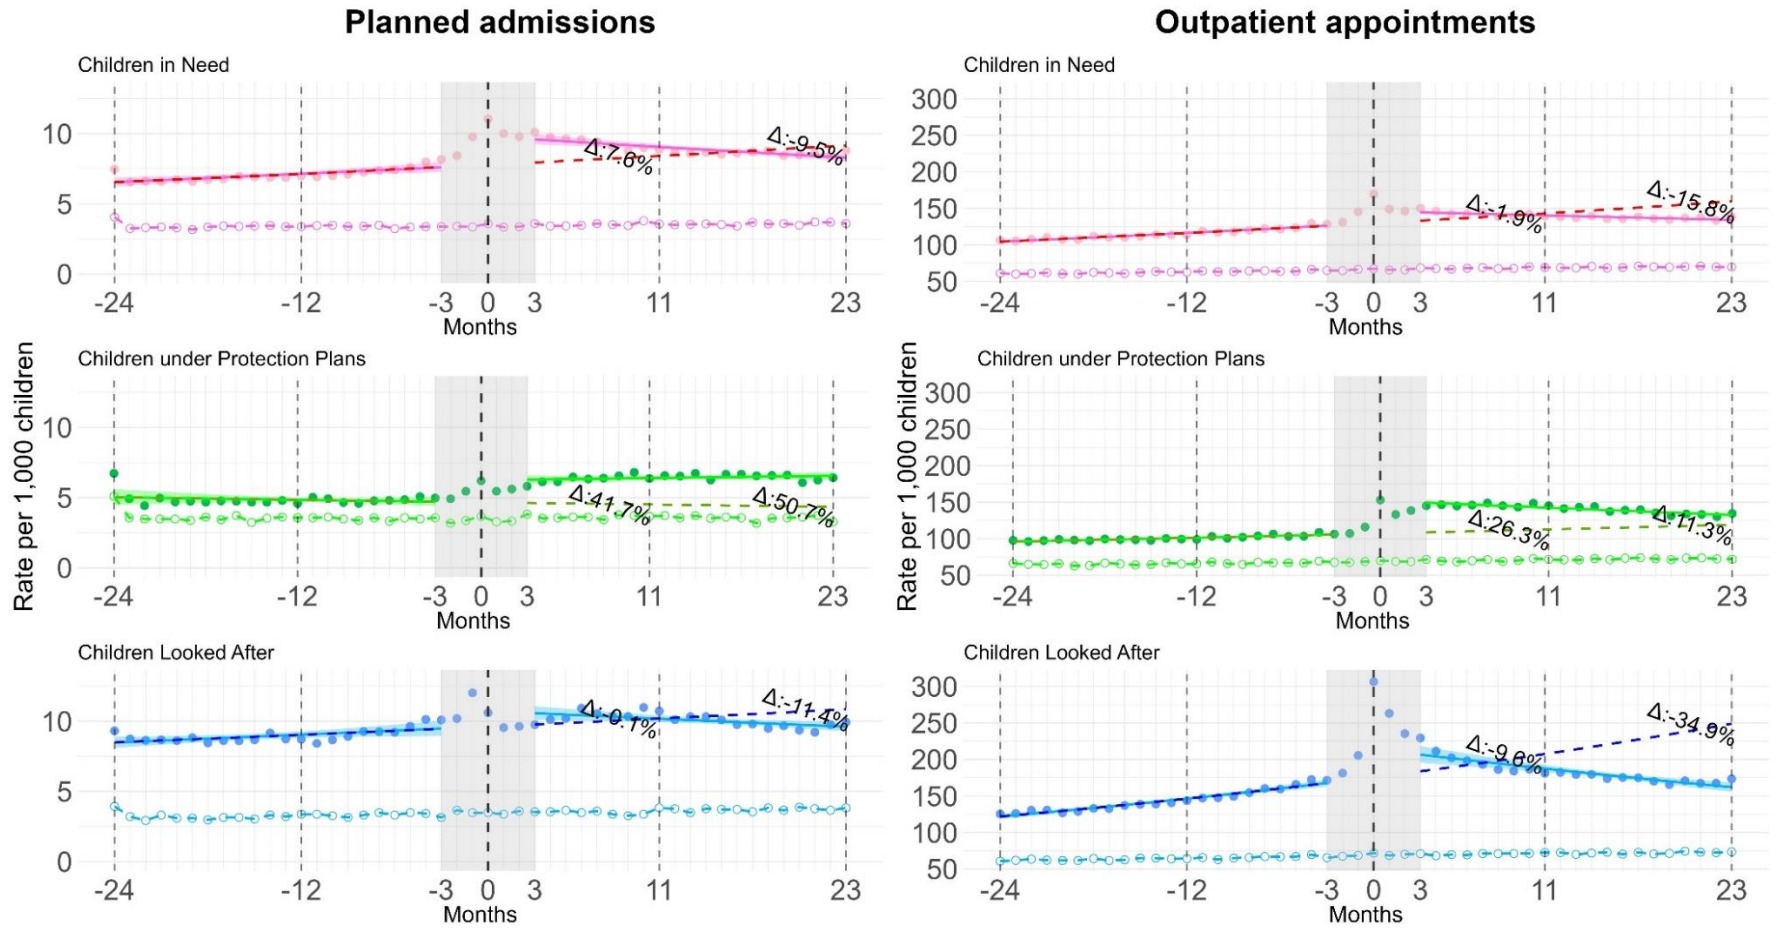 Planned admissions
Outpatient appointments
Children in Need
10
5
0
Δ:7.6%
Δ:-9.5%
-24 -12 -3 0 3 11 23
Months
Children in Need
300
250
200
150
100
50
Δ:-1.9%
Δ:-15.8%
-24 -12 -3 0 3 11 23
Months
Rate per 1,000 children
Children under Protection Plans
10
5
0
Δ:41.7%
Δ:50.7%
-24 -12 -3 0 3 11 23
Months
Rate per 1,000 children
Children under Protection Plans
300
250
200
150
100
50
Δ:26.3%
Δ:11.3%
-24 -12 -3 0 3 11 23
Months
Children Looked After
10
5
0
Δ:-0.1%
Δ:-11.4%
-24 -12 -3 0 3 11 23
Months
Children Looked After
300
250
200
150
100
50
Δ:-9.6%
Δ:-34.9%
-24 -12 -3 0 3 11 23
Months